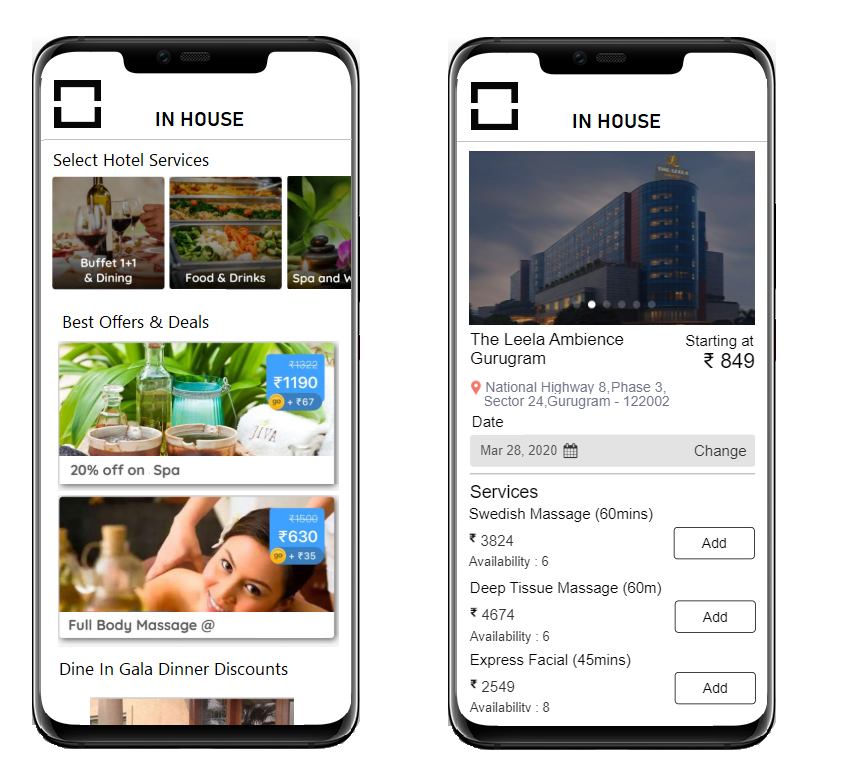 IN HOUSE
Select Hotel Services
Buffet 1+1
& Dining
Food & Drinks
Spa and W
Best Offers & Deals
₹1322
₹1190
go + ₹67
JIVA
20% off on Spa
₹1500
₹630
go + ₹35
Full Body Massage @
Dine In Gala Dinner Discounts
IN HOUSE
THE LEELA
The Leela Ambience
Gurugram
Starting at
₹ 849
National Highway 8,Phase 3,
Sector 24,Gurugram - 122002
Date
Mar 28, 2020
Change
Services
Swedish Massage (60mins)
₹ 3824
Add
Availability : 6
Deep Tissue Massage (60m)
₹ 4674
Add
Availability : 6
Express Facial (45mins)
₹ 2549
Add
Availability : 8